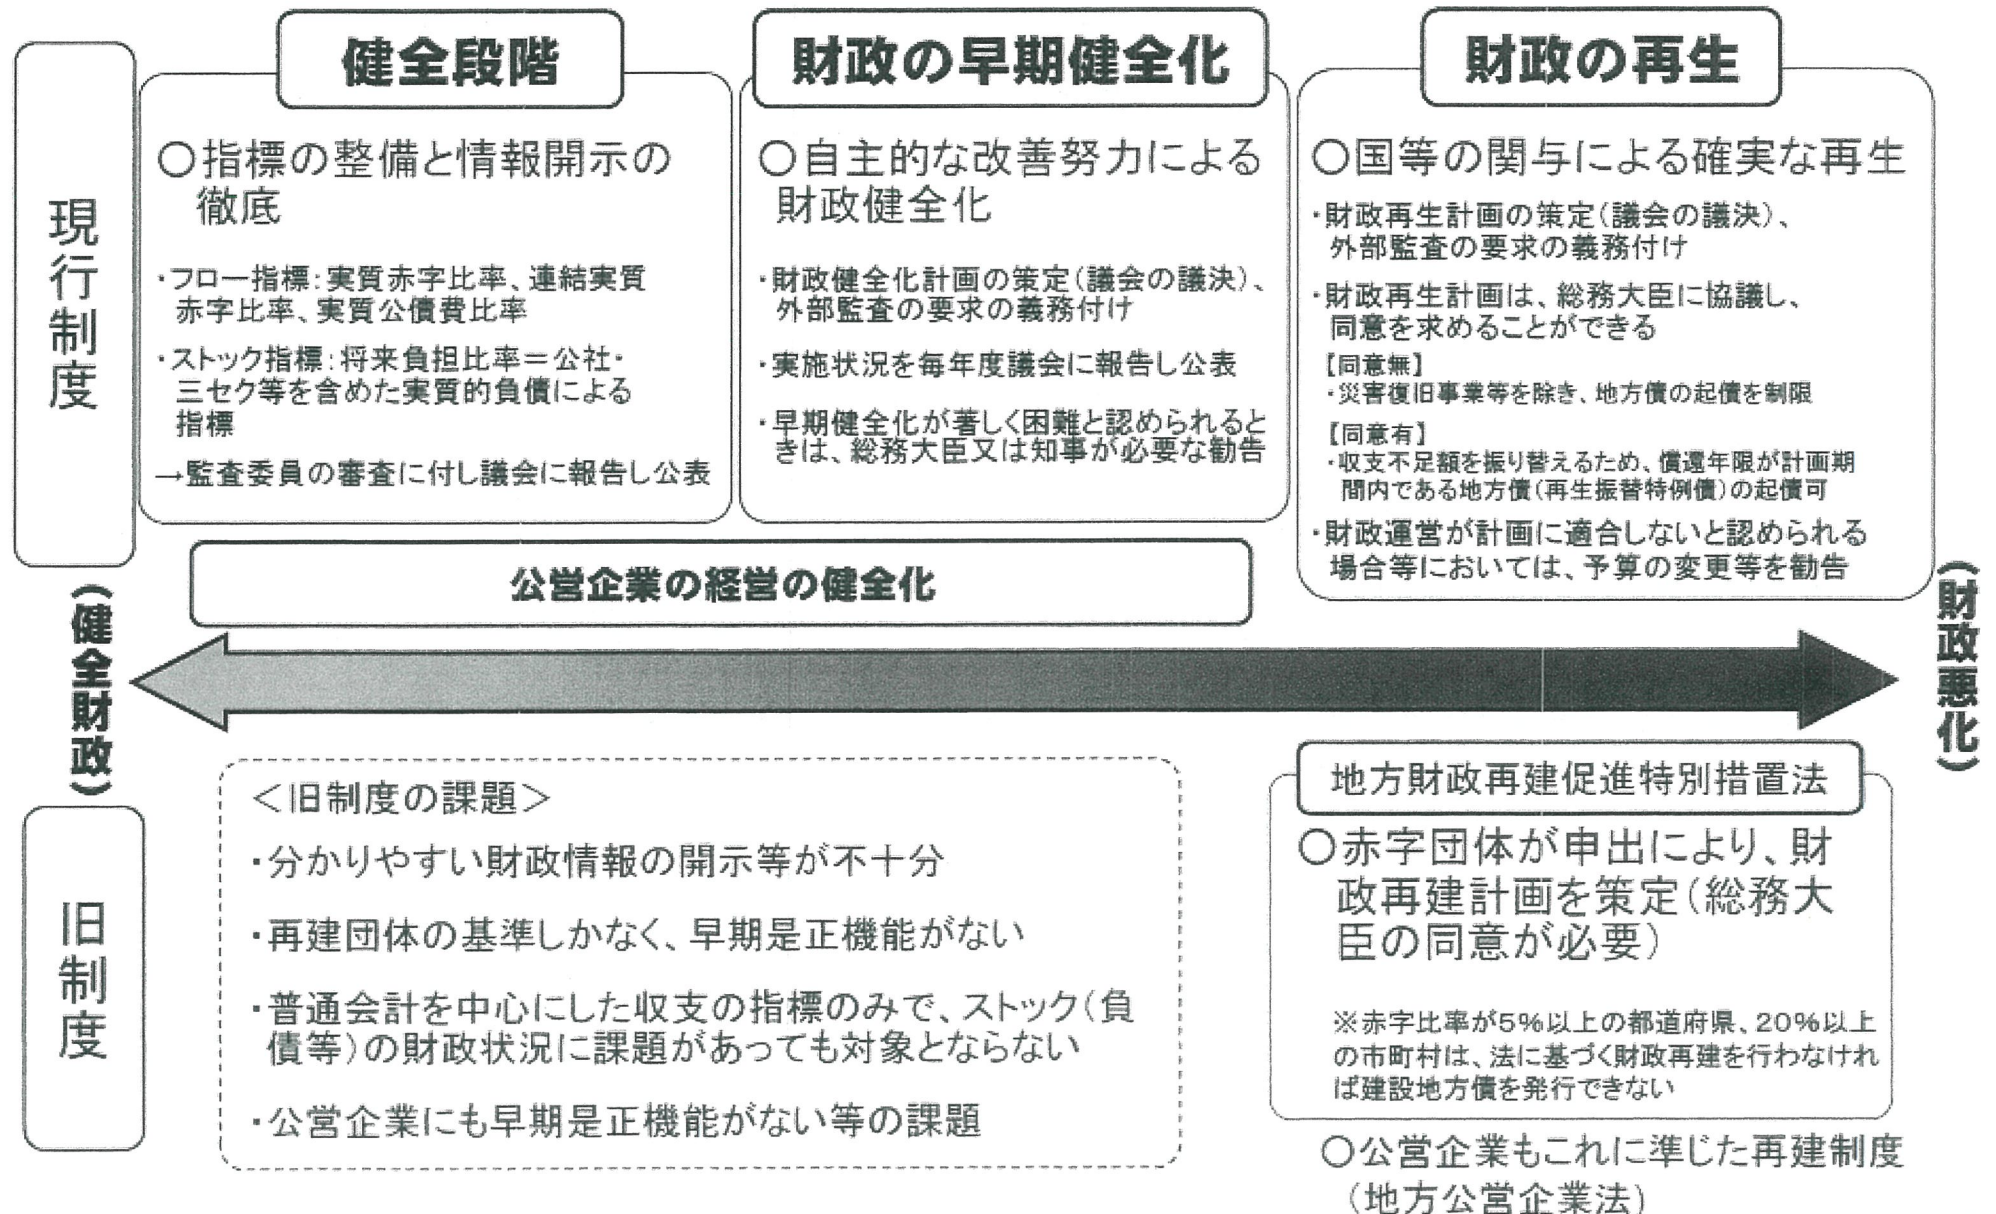 現行制度
健全段階
○指標の整備と情報開示の
徹底
・フロー指標：実質赤字比率、連結実質
赤字比率、実質公債費比率
・ストック指標：将来負担比率＝公社・
三セク等を含めた実質的負債による
指標
→監査委員の審査に付し議会に報告し公表
財政の早期健全化
○自主的な改善努力による
財政健全化
・財政健全化計画の策定（議会の議決）、
外部監査の要求の義務付け
・実施状況を毎年度議会に報告し公表
・早期健全化が著しく困難と認められると
きは、総務大臣又は知事が必要な勧告
財政の再生
○国等の関与による確実な再生
・財政再生計画の策定（議会の議決）、
外部監査の要求の義務付け
・財政再生計画は、総務大臣に協議し、
同意を求めることができる
【同意無】
・災害復旧事業等を除き、地方債の起債を制限
【同意有】
・収支不足額を振り替えるため、償還年限が計画期
間内である地方債（再生振替特例債）の起債可
・財政運営が計画に適合しないと認められる
場合等においては、予算の変更等を勧告
公営企業の経営の健全化
（健全財政）
（財政悪化）
旧制度
＜旧制度の課題＞
・分かりやすい財政情報の開示等が不十分
・再建団体の基準しかなく、早期是正機能がない
・普通会計を中心にした収支の指標のみで、ストック（負
債等）の財政状況に課題があっても対象とならない
・公営企業にも早期是正機能がない等の課題
地方財政再建促進特別措置法
○赤字団体が申出により、財
政再建計画を策定（総務大
臣の同意が必要）
※赤字比率が5％以上の都道府県、20％以上
の市町村は、法に基づく財政再建を行わなけれ
ば建設地方債を発行できない
○公営企業もこれに準じた再建制度
（地方公営企業法）